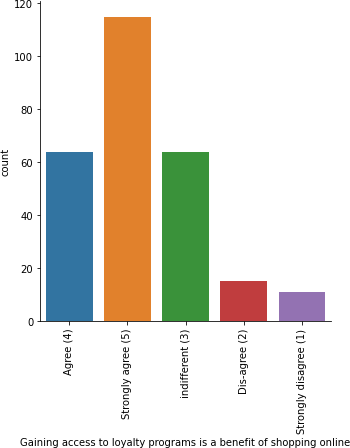 120
100
80
60
40
20
0
count
Agree (4)
Strongly agree (5)
indifferent (3)
Dis-agree (2)
Strongly disagree (1)
Gaining access to loyalty programs is a benefit of shopping online